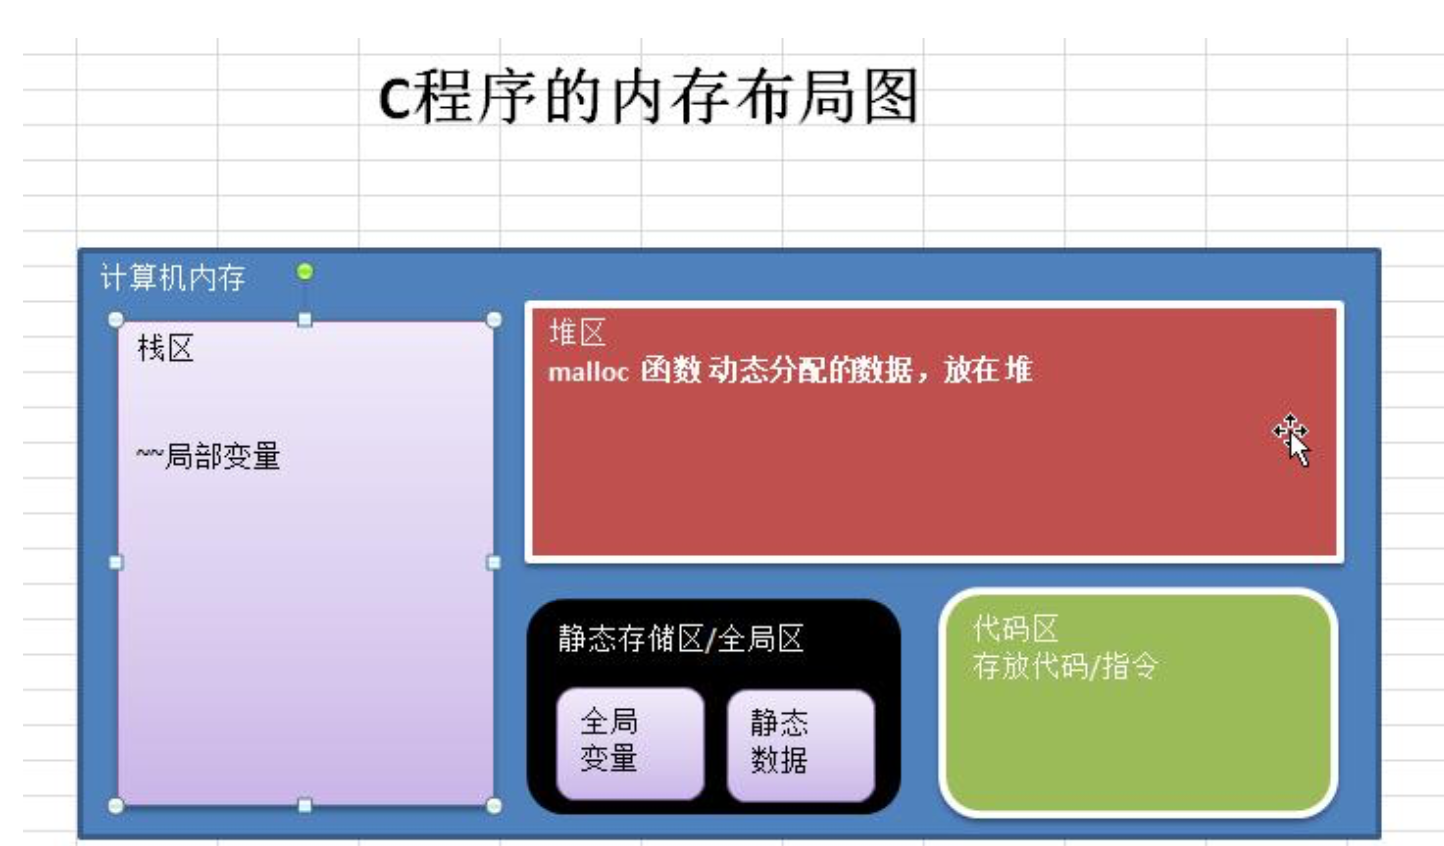 C程序的内存布局图
计算机内存
栈区
~~局部变量
堆区
malloc 函数 动态分配的数据，放在 堆
静态存储区/全局区
全局
变量
静态
数据
代码区
存放代码/指令